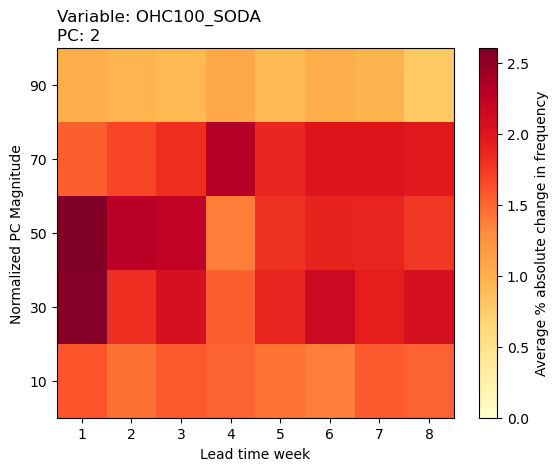 Variable: OHC100_SODA
PC: 2
Normalized PC Magnitude
90
70
50
30
10
1 2 3 4 5 6 7 8
Lead time week
2.5
2.0
1.5
1.0
0.5
0.0
Average % absolute change in frequency